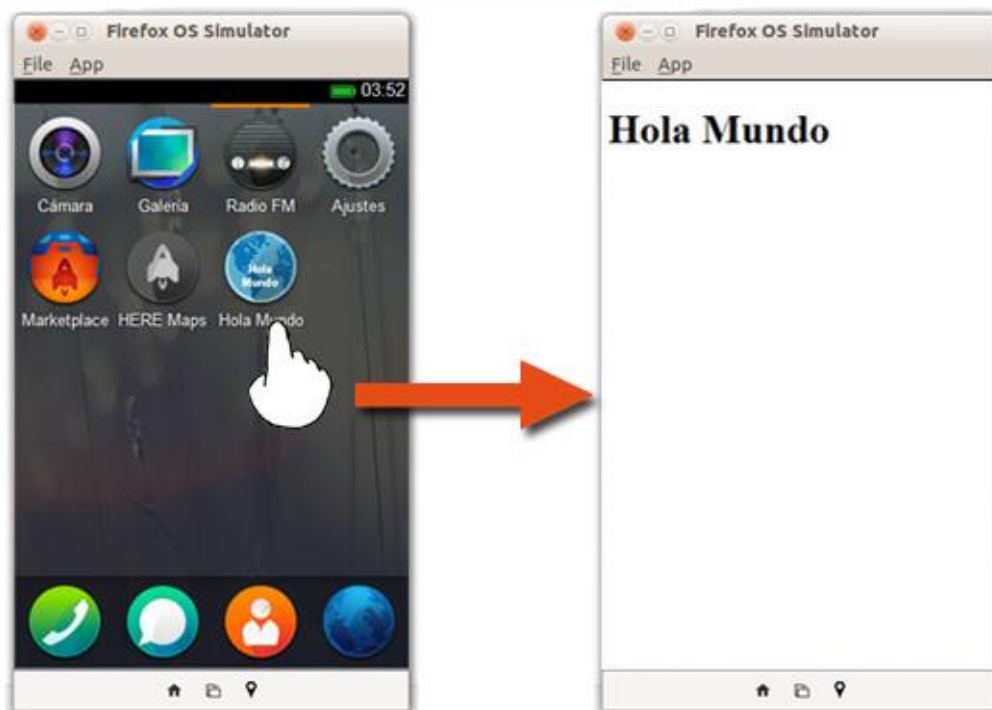 Firefox OS Simulator
File App
03:52
Cámara Galería Radio FM Ajustes
Hola
Mundo
Marketplace HERE Maps Hola Mundo
Firefox OS Simulator
File App
Hola Mundo